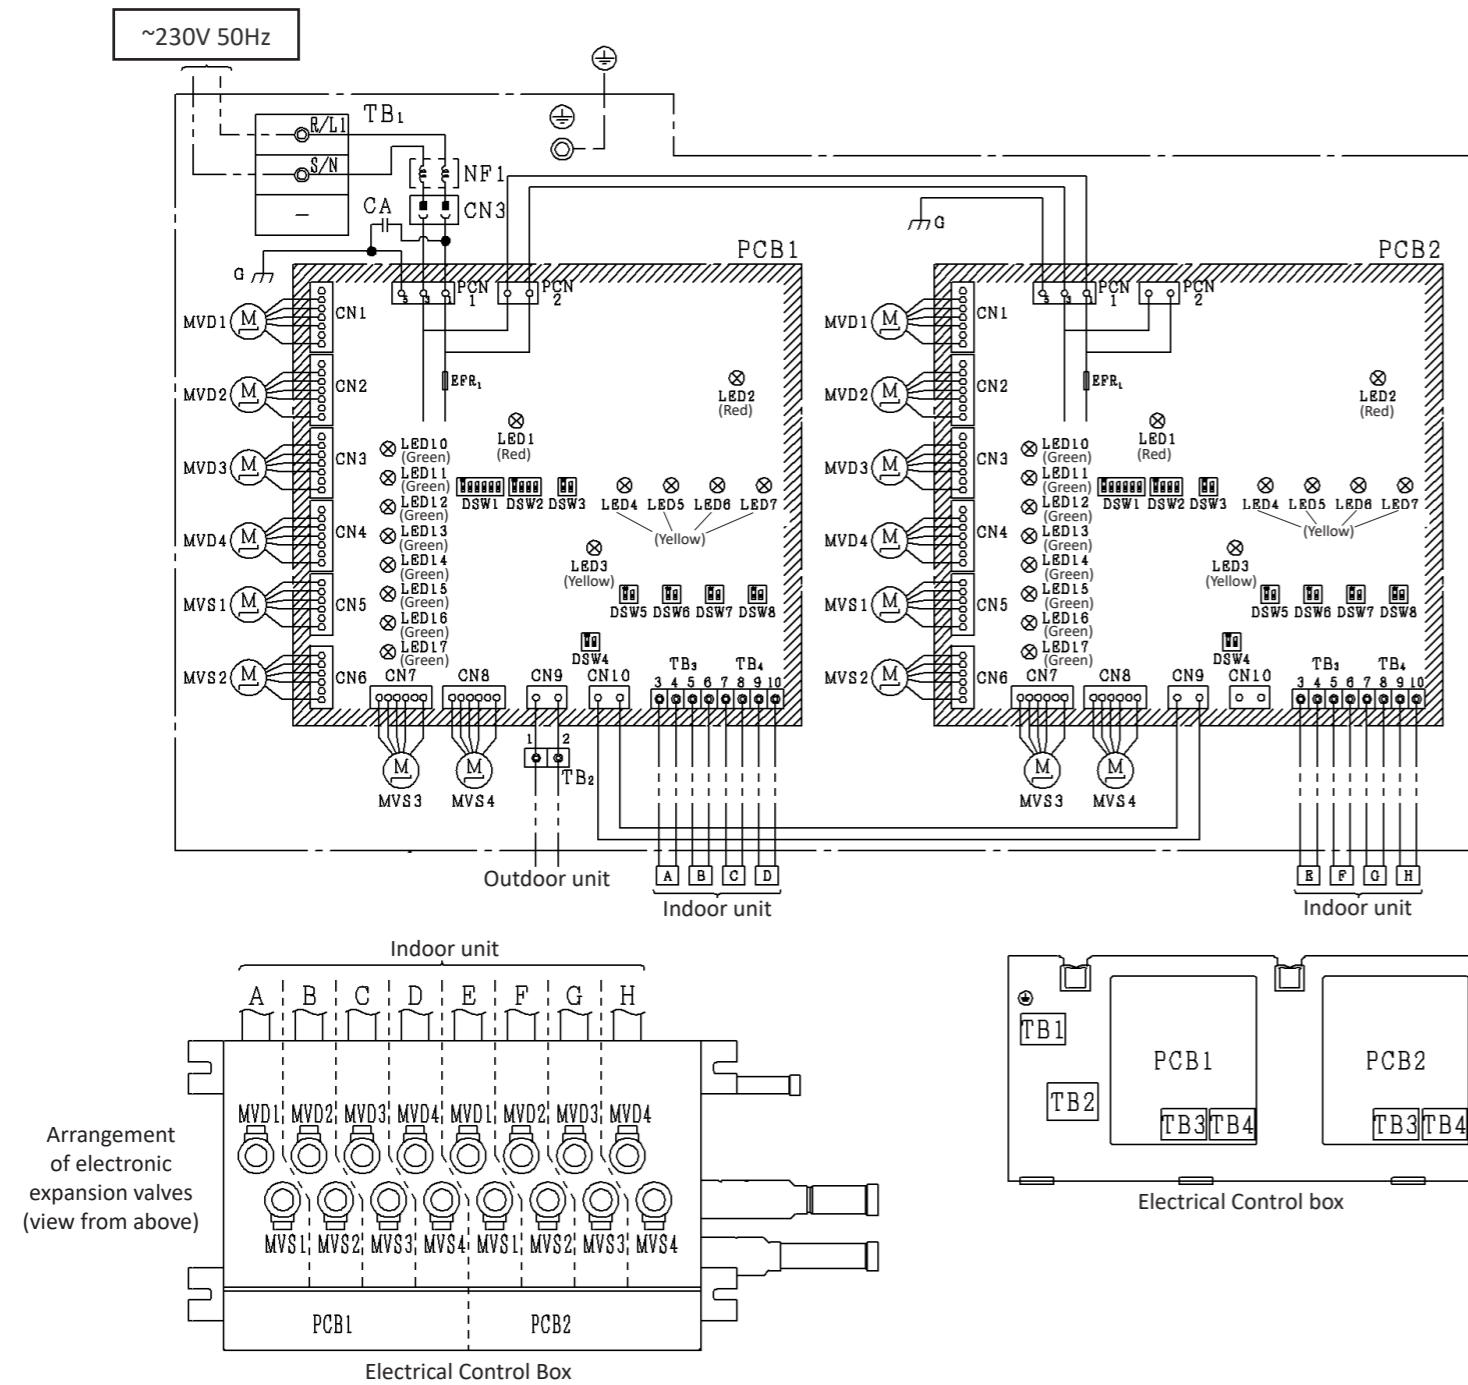 ~230V 50Hz
TB1
R/L1
S/N
–
NF1
CN3
CA
G
G
PCB1
PCB2
5 3 1 PCN 1
PCN 2
5 3 1 PCN 1
PCN 2
MVD1 M CN1
MVD2 M CN2
MVD3 M CN3
MVD4 M CN4
MVS1 M CN5
MVS2 M CN6
EFR1
LED2
(Red)
LED1
(Red)
LED10
(Green)
LED11
(Green)
LED12
(Green)
LED13
(Green)
LED14
(Green)
LED15
(Green)
LED16
(Green)
LED17
(Green)
DSW1 DSW2 DSW3
LED4 LED5 LED6 LED7
(Yellow)
LED3
(Yellow)
DSW5 DSW6 DSW7 DSW8
DSW4
CN7 CN8 CN9 CN10
TB3 TB4
3 4 5 6 7 8 9 10
M M
MVS3 MVS4
1 2
TB2
Outdoor unit
A B C D
Indoor unit
MVD1 M CN1
MVD2 M CN2
MVD3 M CN3
MVD4 M CN4
MVS1 M CN5
MVS2 M CN6
EFR1
LED2
(Red)
LED1
(Red)
LED10
(Green)
LED11
(Green)
LED12
(Green)
LED13
(Green)
LED14
(Green)
LED15
(Green)
LED16
(Green)
LED17
(Green)
DSW1 DSW2 DSW3
LED4 LED5 LED6 LED7
(Yellow)
LED3
(Yellow)
DSW5 DSW6 DSW7 DSW8
DSW4
CN7 CN8 CN9 CN10
TB3 TB4
3 4 5 6 7 8 9 10
M M
MVS3 MVS4
E F G H
Indoor unit
Indoor unit
A B C D E F G H
MVD1 MVD2 MVD3 MVD4 MVD1 MVD2 MVD3 MVD4
Arrangement
of electronic
expansion valves
(view from above)
MVS1 MVS2 MVS3 MVS4 MVS1 MVS2 MVS3 MVS4
PCB1 PCB2
Electrical Control Box
TB1
TB2
PCB1
TB3 TB4
PCB2
TB3 TB4
Electrical Control box